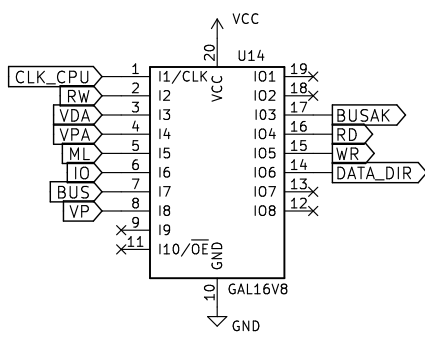 VCC
20
U14
CLK_CPU 1 I1/CLK VCC IO1 19
RW 2 I2 IO2 18
VDA 3 I3 IO3 17 BUSAK
VPA 4 I4 IO4 16 RD
ML 5 I5 IO5 15 WR
IO 6 I6 IO6 14 DATA_DIR
BUS 7 I7 IO7 13
VP 8 I8 IO8 12
9 I9
11 I10/OE GND
10 GAL16V8
GND